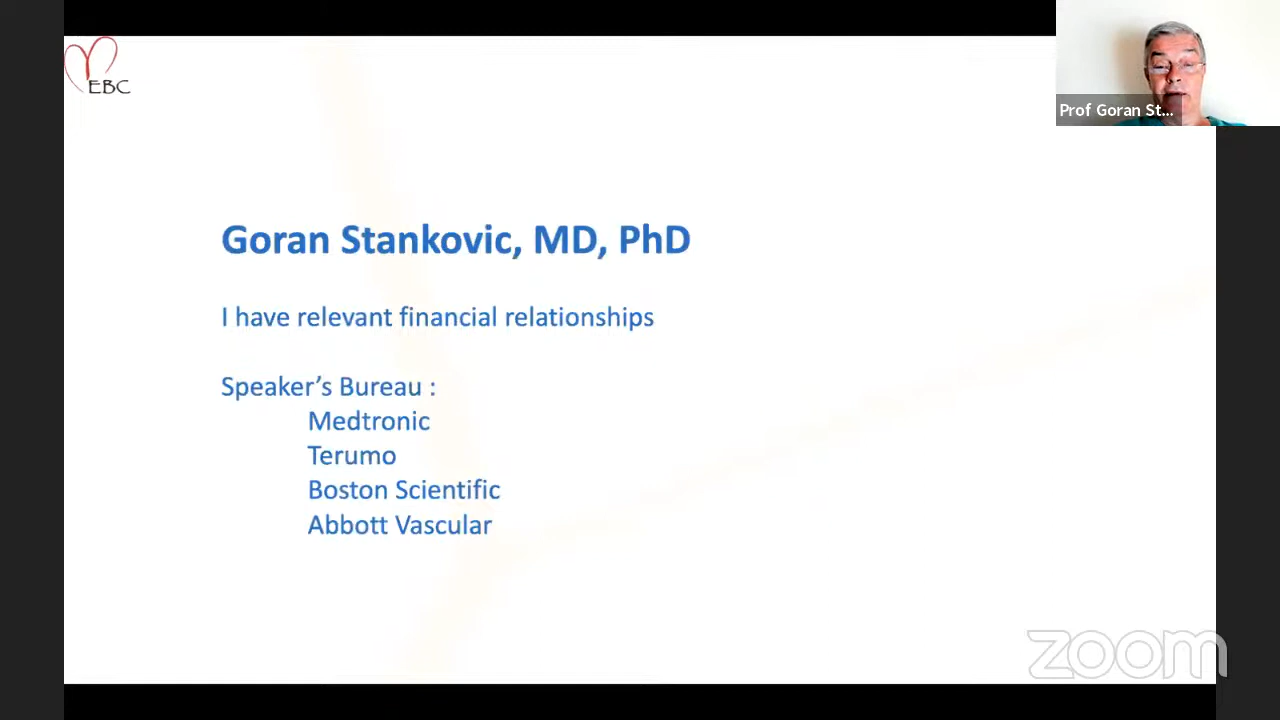 EBC
Prof Goran St...
Goran Stankovic, MD, PhD
I have relevant financial relationships
Speaker’s Bureau :
Medtronic
Terumo
Boston Scientific
Abbott Vascular
zoom